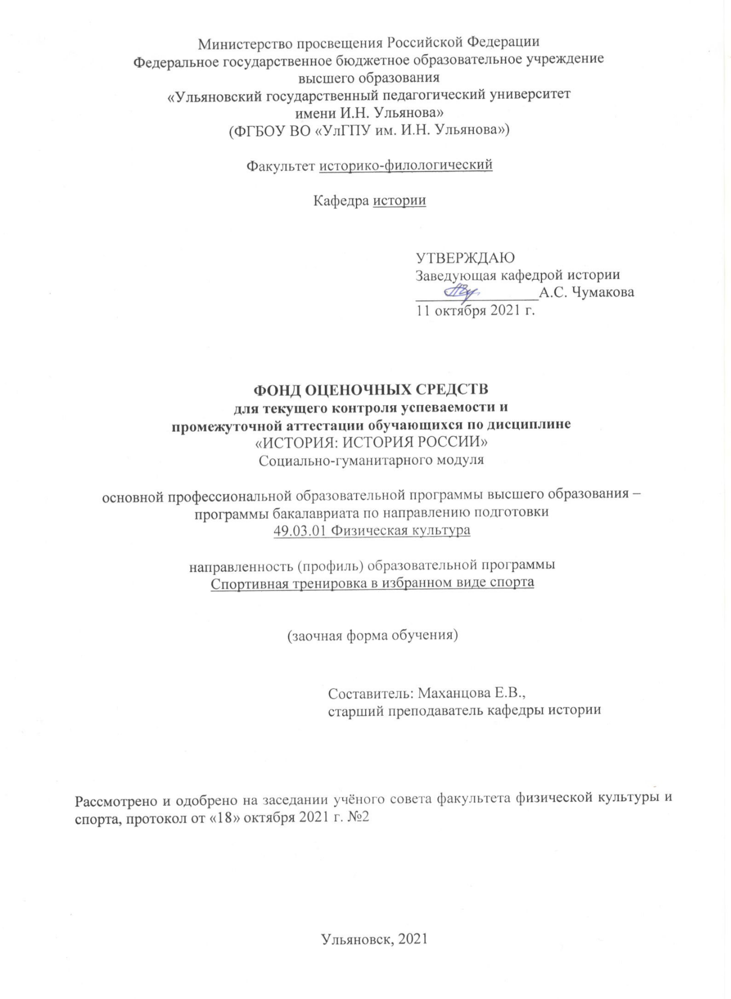 Министерство просвещения Российской Федерации
Федеральное государственное бюджетное образовательное учреждение
высшего образования
«Ульяновский государственный педагогический университет
имени И.Н. Ульянова»
(ФГБОУ ВО «УлГПУ им. И.Н. Ульянова»)
Факультет историко-филологический
Кафедра истории
УТВЕРЖДАЮ
Заведующая кафедрой истории
________________А.С. Чумакова
11 октября 2021 г.
ФОНД ОЦЕНОЧНЫХ СРЕДСТВ
для текущего контроля успеваемости и
промежуточной аттестации обучающихся по дисциплине
«ИСТОРИЯ: ИСТОРИЯ РОССИИ»
Социально-гуманитарного модуля
основной профессиональной образовательной программы высшего образования –
программы бакалавриата по направлению подготовки
49.03.01 Физическая культура
направленность (профиль) образовательной программы
Спортивная тренировка в избранном виде спорта
(заочная форма обучения)
Составитель: Маханцова Е.В.,
старший преподаватель кафедры истории
Рассмотрено и одобрено на заседании учёного совета факультета физической культуры и
спорта, протокол от «18» октября 2021 г. №2
Ульяновск, 2021